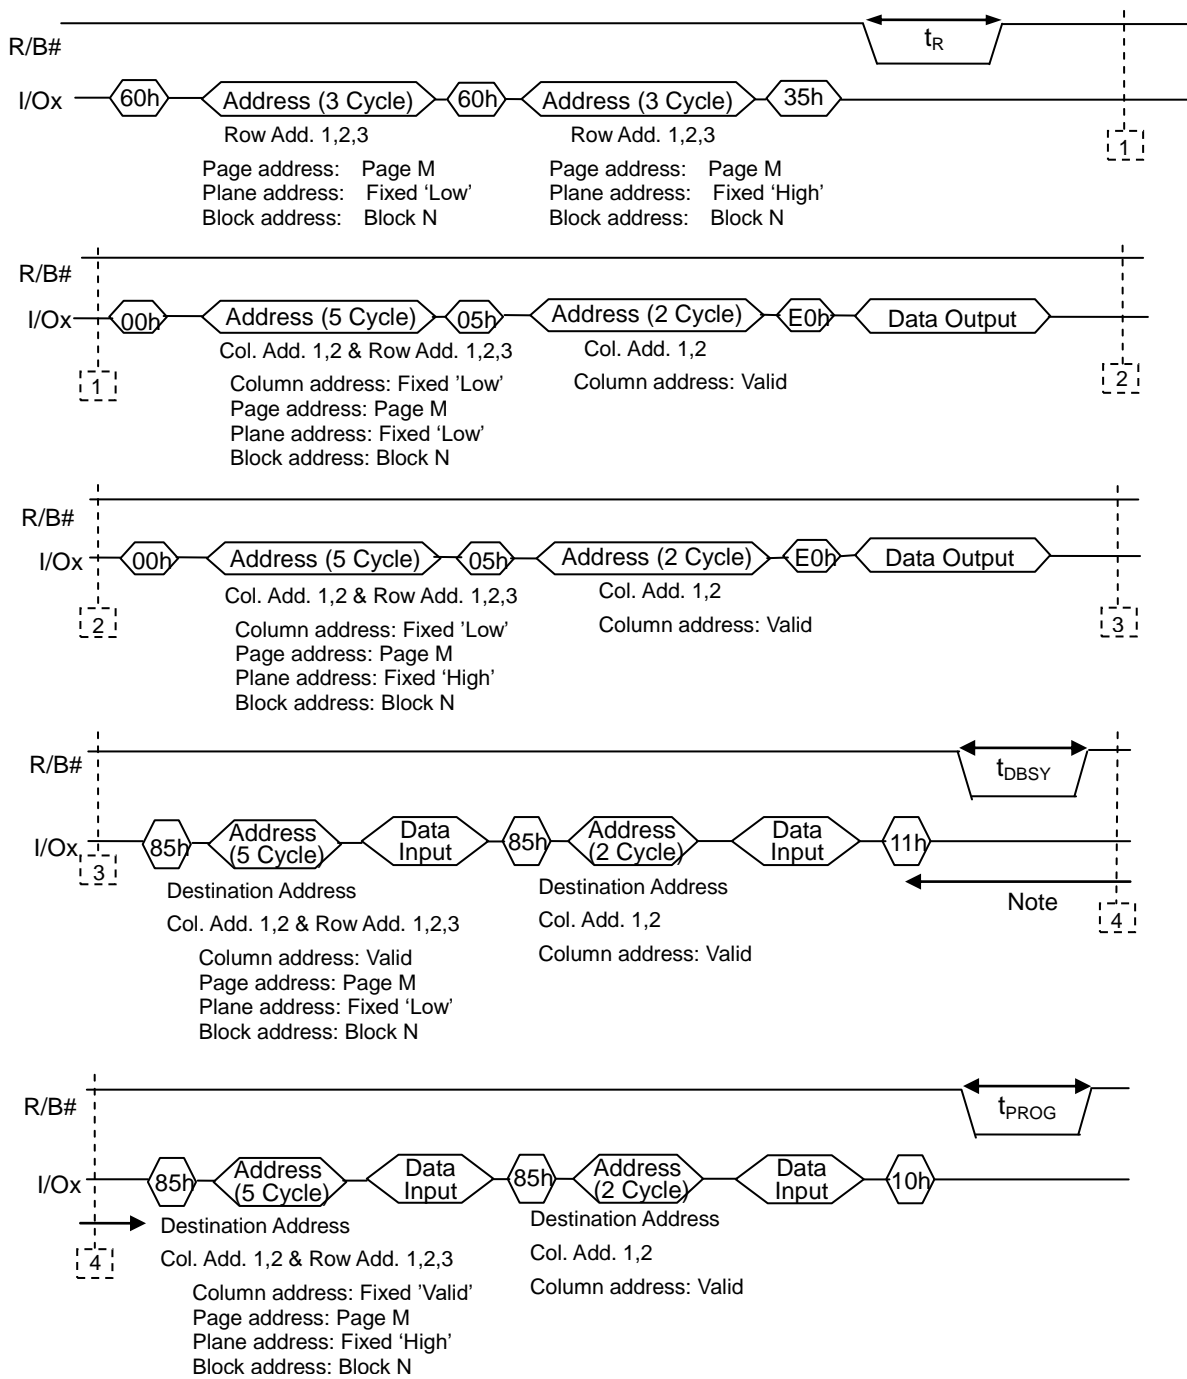 R/B#
tR
I/Ox 60h Address (3 Cycle) 60h Address (3 Cycle) 35h
Row Add. 1,2,3 Row Add. 1,2,3
1
Page address: Page M Page address: Page M
Plane address: Fixed ‘Low’ Plane address: Fixed ‘High’
Block address: Block N Block address: Block N
R/B#
I/Ox 00h Address (5 Cycle) 05h Address (2 Cycle) E0h Data Output
Col. Add. 1,2 & Row Add. 1,2,3 Col. Add. 1,2
1 2
Column address: Fixed ’Low’ Column address: Valid
Page address: Page M
Plane address: Fixed ‘Low’
Block address: Block N
R/B#
I/Ox 00h Address (5 Cycle) 05h Address (2 Cycle) E0h Data Output
Col. Add. 1,2 & Row Add. 1,2,3 Col. Add. 1,2
2 3
Column address: Fixed ’Low’ Column address: Valid
Page address: Page M
Plane address: Fixed ‘High’
Block address: Block N
R/B#
tDBSY
I/Ox 85h Address (5 Cycle) Data Input 85h Address (2 Cycle) Data Input 11h
3
Destination Address Destination Address
Note
4
Col. Add. 1,2 & Row Add. 1,2,3 Col. Add. 1,2
Column address: Valid Column address: Valid
Page address: Page M
Plane address: Fixed ‘Low’
Block address: Block N
R/B#
tPROG
I/Ox 85h Address (5 Cycle) Data Input 85h Address (2 Cycle) Data Input 10h
Destination Address Destination Address
4
Col. Add. 1,2 & Row Add. 1,2,3 Col. Add. 1,2
Column address: Fixed ’Valid’ Column address: Valid
Page address: Page M
Plane address: Fixed ‘High’
Block address: Block N